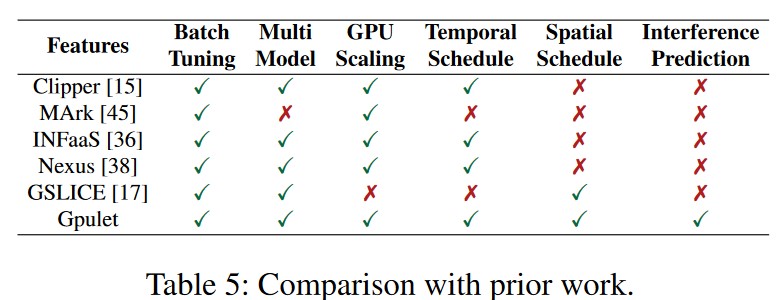 Features Batch Tuning Multi Model GPU Scaling Temporal Schedule Spatial Schedule Interference Prediction
Clipper [15] ✓ ✓ ✓ ✓ ✗ ✗
MArk [45] ✓ ✗ ✓ ✗ ✗ ✗
INFaaS [36] ✓ ✓ ✓ ✓ ✗ ✗
Nexus [38] ✓ ✓ ✓ ✓ ✗ ✗
GSLICE [17] ✓ ✓ ✗ ✗ ✓ ✗
Gpulet ✓ ✓ ✓ ✓ ✓ ✓
Table 5: Comparison with prior work.